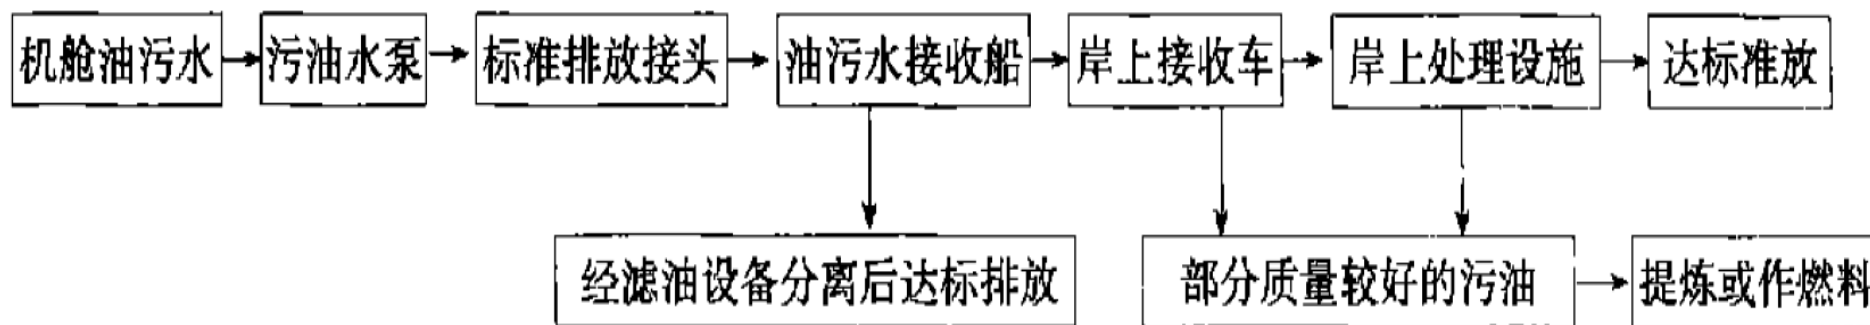 机舱油污水
污油水泵
标准排放接头
油污水接收船
岸上接收车
岸上处理设施
达标准放
经滤油设备分离后达标排放
部分质量较好的污油
提炼或作燃料